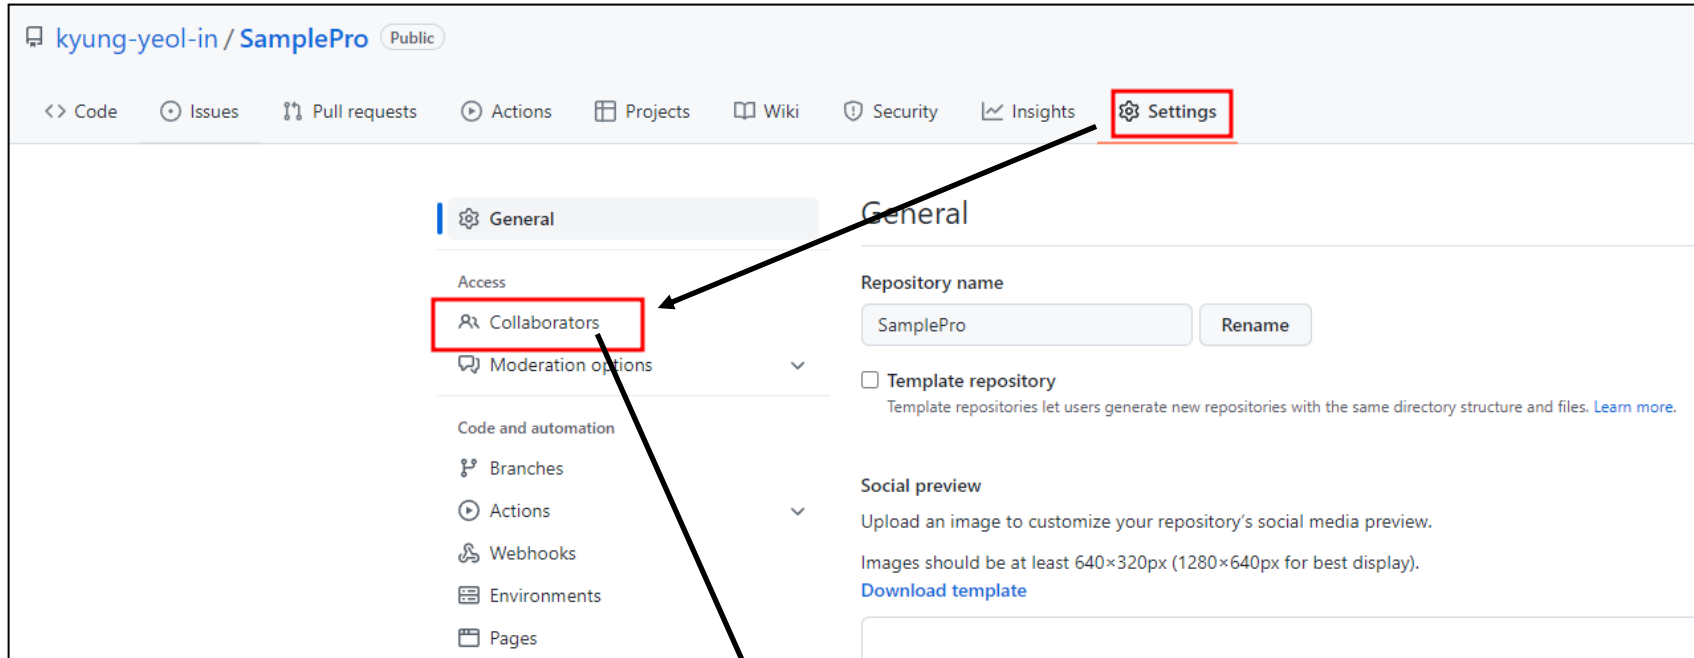 kyung-yeol-in / SamplePro Public
<> Code Issues Pull requests Actions Projects Wiki Security Insights Settings
General
Access
Collaborators
Moderation options
Code and automation
Branches
Actions
Webhooks
Environments
Pages
General
Repository name
SamplePro Rename
Template repository
Template repositories let users generate new repositories with the same directory structure and files. Learn more.
Social preview
Upload an image to customize your repository's social media preview.
Images should be at least 640×320px (1280×640px for best display).
Download template